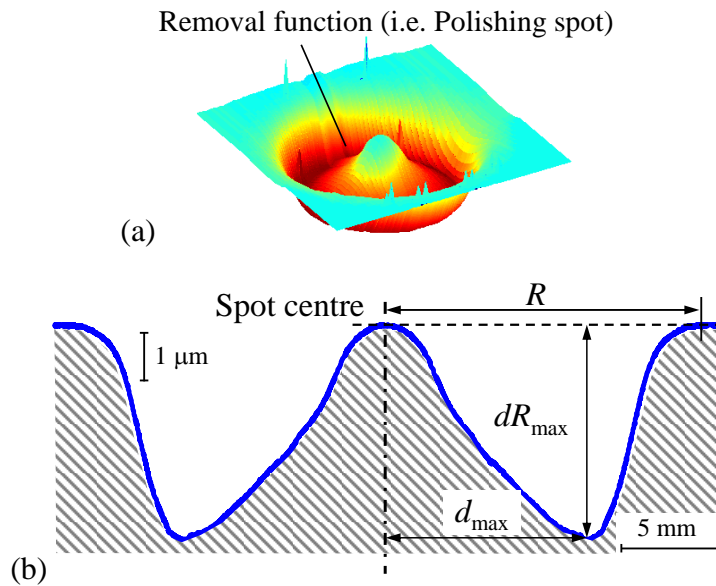 Removal function (i.e. Polishing spot)
(a)
Spot centre
R
1 μm
dRmax
dmax
5 mm
(b)